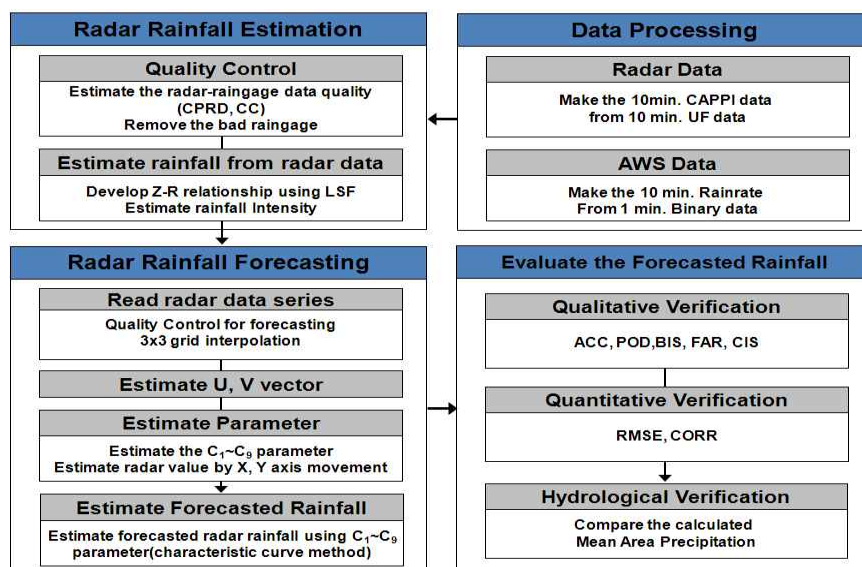 Radar Rainfall Estimation
Quality Control
Estimate the radar-raingage data quality
(CPRD, CC)
Remove the bad raingage
Estimate rainfall from radar data
Develop Z-R relationship using LSF
Estimate rainfall Intensity
Data Processing
Radar Data
Make the 10min. CAPPI data
from 10 min. UF data
AWS Data
Make the 10 min. Rainrate
From 1 min. Binary data
Radar Rainfall Forecasting
Read radar data series
Quality Control for forecasting
3x3 grid interpolation
Estimate U, V vector
Estimate Parameter
Estimate the C₁~C₉ parameter
Estimate radar value by X, Y axis movement
Estimate Forecasted Rainfall
Estimate forecasted radar rainfall using C₁~C₉
parameter(characteristic curve method)
Evaluate the Forecasted Rainfall
Qualitative Verification
ACC, POD,BIS, FAR, CIS
Quantitative Verification
RMSE, CORR
Hydrological Verification
Compare the calculated
Mean Area Precipitation